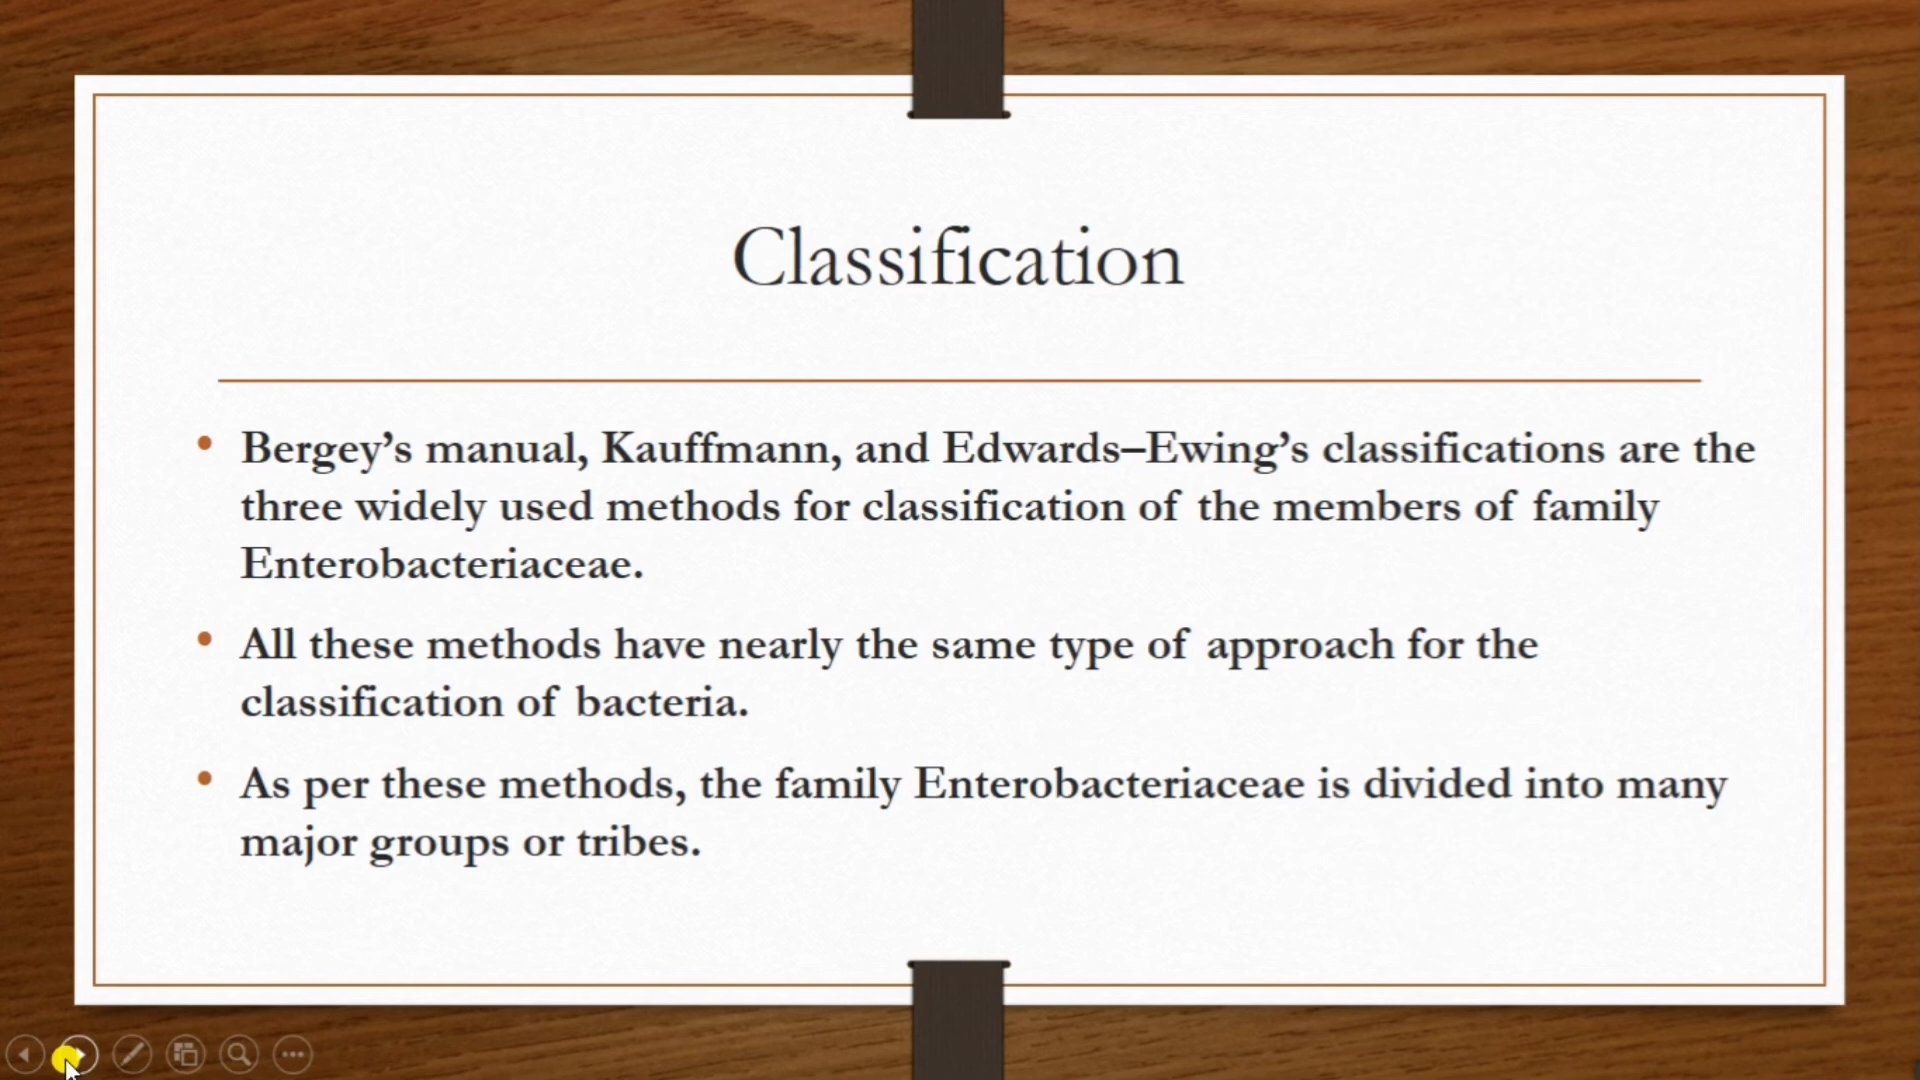 Classification
• Bergey’s manual, Kauffmann, and Edwards–Ewing’s classifications are the
three widely used methods for classification of the members of family
Enterobacteriaceae.
• All these methods have nearly the same type of approach for the
classification of bacteria.
• As per these methods, the family Enterobacteriaceae is divided into many
major groups or tribes.